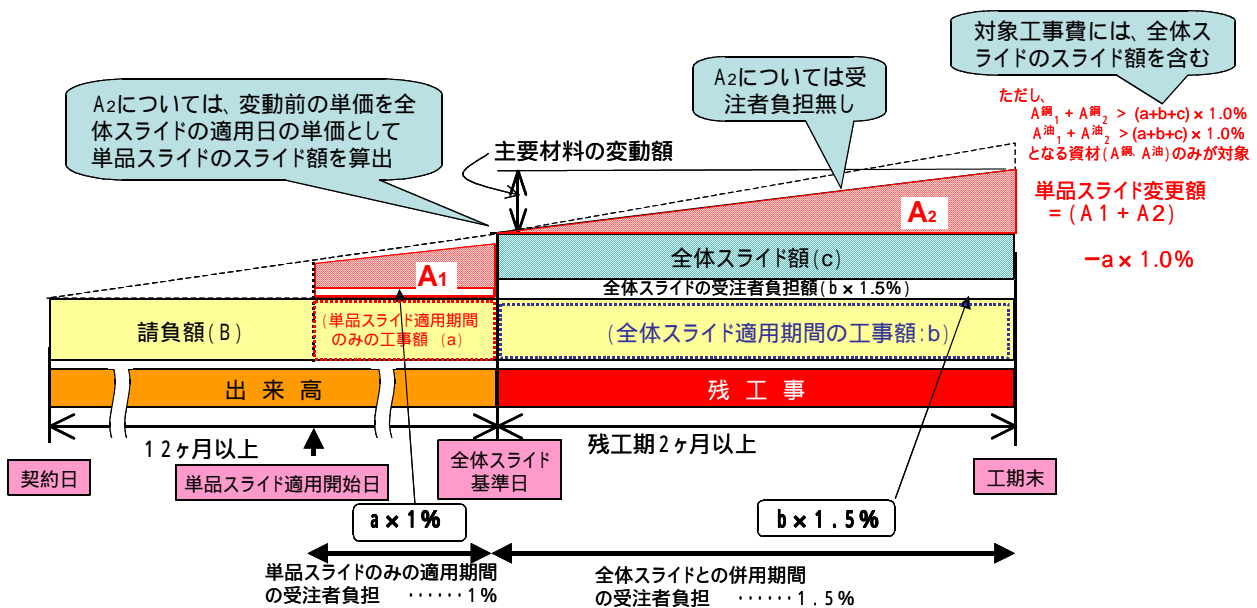 対象工事費には、全体ス
ライドのスライド額を含む
A2については受
注者負担無し
A2については、変動前の単価を全
体スライドの適用日の単価として
単品スライドのスライド額を算出
ただし、
A鋼1+A鋼2 > (a+b+c)×1.0%
A油1+A油2 >(a+b+c)×1.0%
となる資材(A鋼、A油)のみが対象
主要材料の変動額
単品スライド変更額
=(A1+A2)
－a×1.0%
A2
A1
全体スライド額(c)
全体スライドの受注者負担額(b×1.5%)
請負額(B)
(単品スライド適用期間
のみの工事額 (a)
(全体スライド適用期間の工事額:b)
出 来 高
残 工 事
12ヶ月以上
残工期2ヶ月以上
契約日
単品スライド適用開始日
全体スライド
基準日
工期末
a×1%
b×1.5%
単品スライドのみの適用期間
の受注者負担 ······1%
全体スライドとの併用期間
の受注者負担 ······1.5%